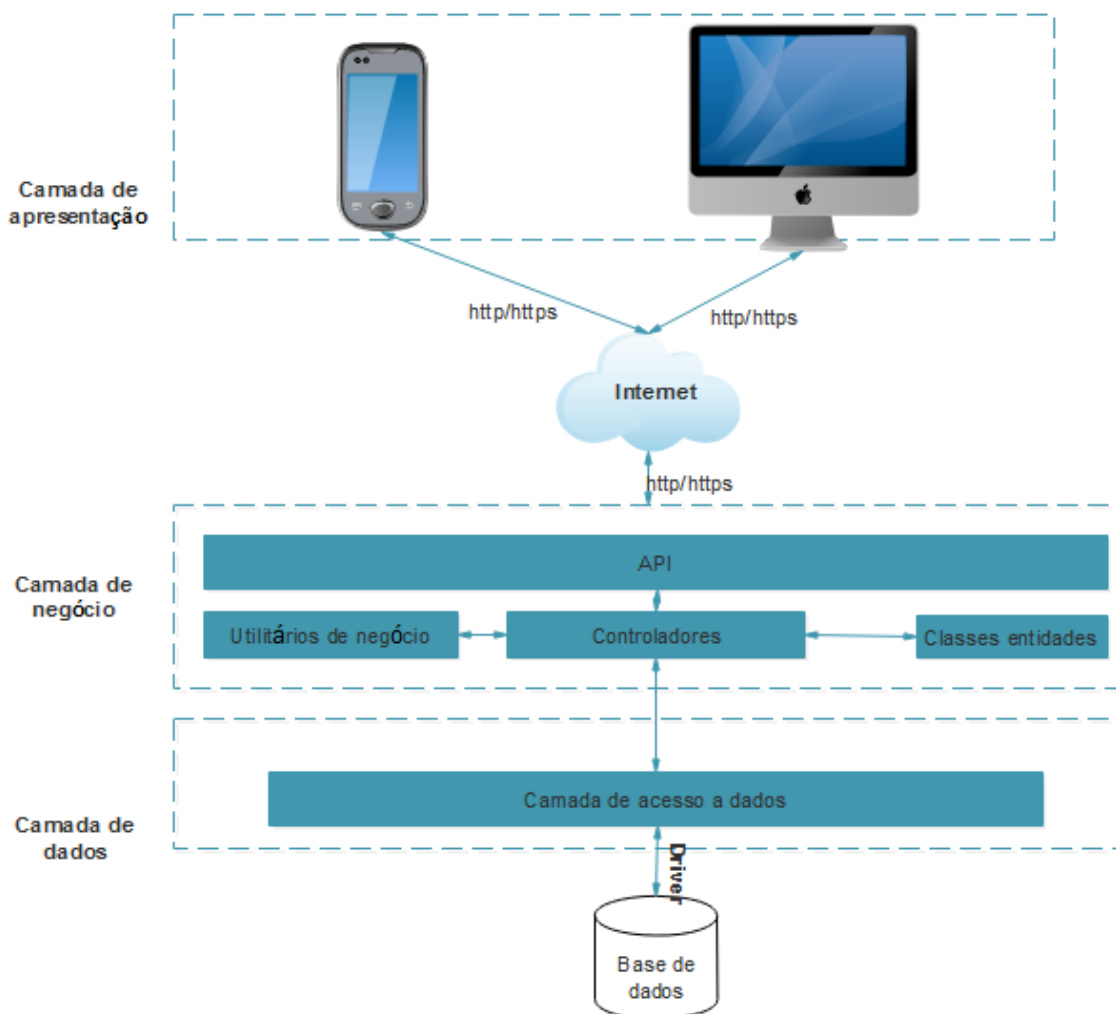 Camada de
apresentação
http/https
http/https
Internet
http/https
Camada de
negócio
API
Utilitários de negócio
Controladores
Classes entidades
Camada de
dados
Camada de acesso a dados
Driver
Base de
dados